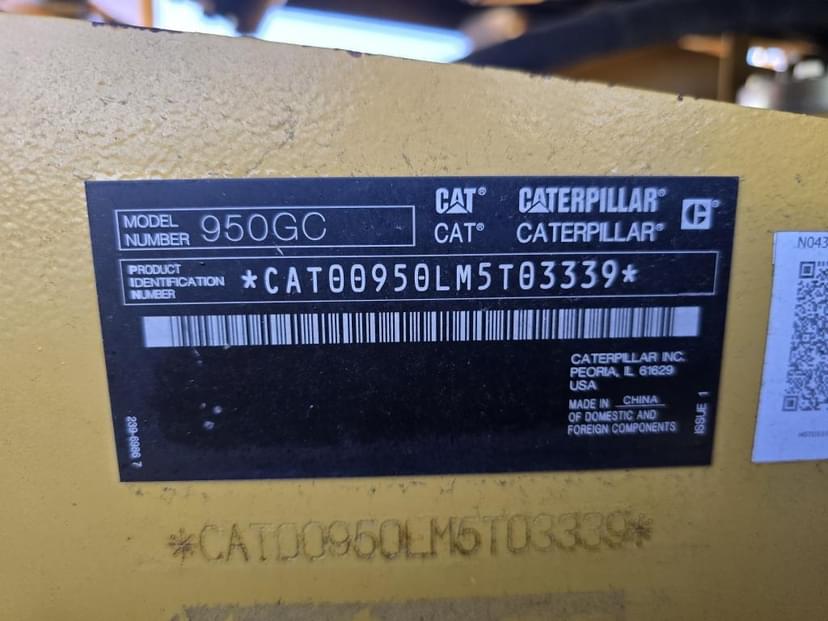 CAT® CATERPILLAR®
MODEL NUMBER 950GC
CAT® CATERPILLAR®
PRODUCT IDENTIFICATION NUMBER *CAT00950LM5T03339*
CATERPILLAR INC.
PEORIA, IL 61629
USA
MADE IN CHINA
OF DOMESTIC AND
FOREIGN COMPONENTS
239-6986 7
ISSUE 1
N043
*CAT00950LM5T03339*